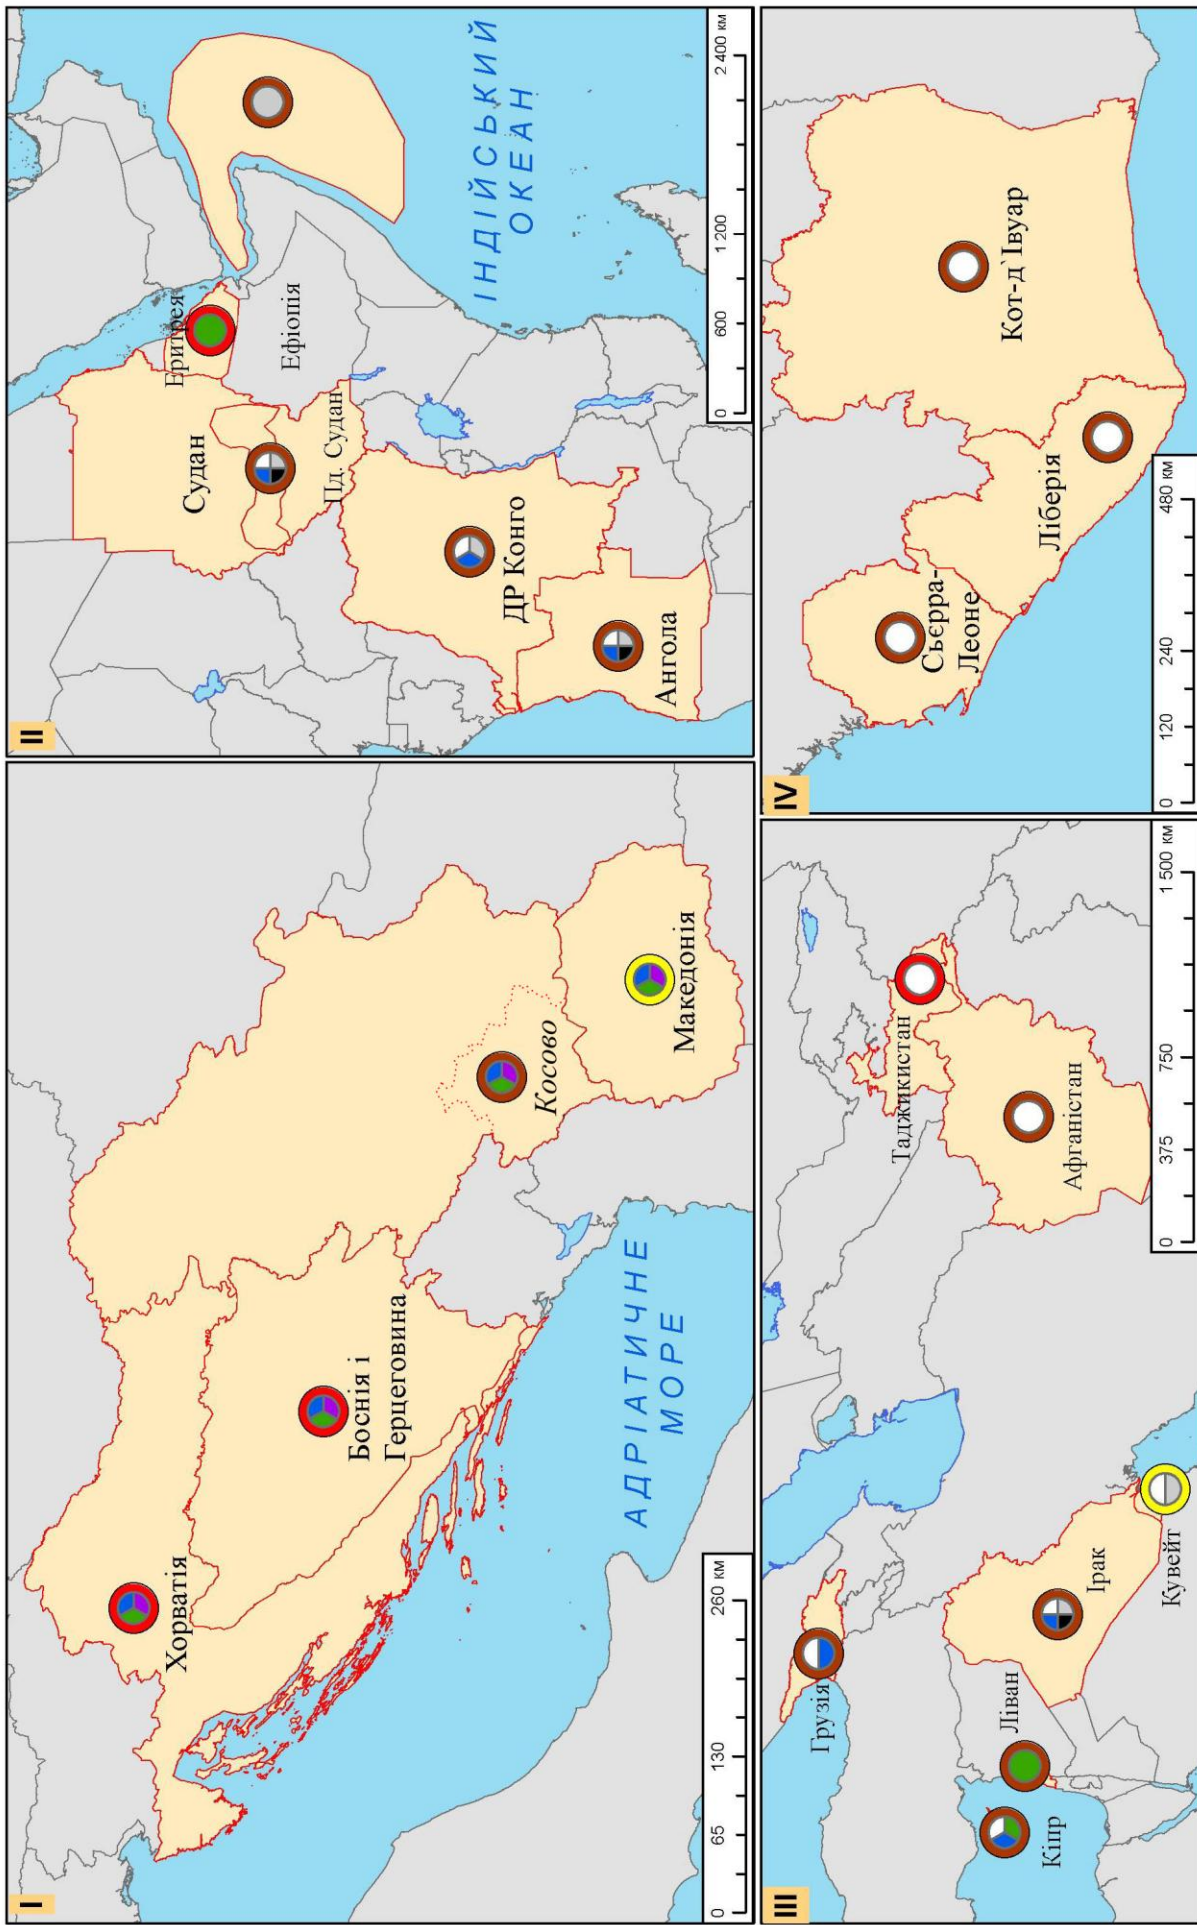 I
Хорватія
Боснія і
Герцеговина
Косово
Македонія
АДРІАТИЧНЕ
МОРЕ
0 65 130 260 км
II
Судан
Еритрея
Ефіопія
Пд. Судан
ДР Конго
Ангола
ІНДІЙСЬКИЙ
ОКЕАН
0 600 1 200 2 400 км
III
Грузія
Кіпр
Ліван
Ірак
Кувейт
Таджикистан
Афганістан
0 375 750 1 500 км
IV
Сьєрра-
Леоне
Ліберія
Кот-д`Івуар
0 120 240 480 км